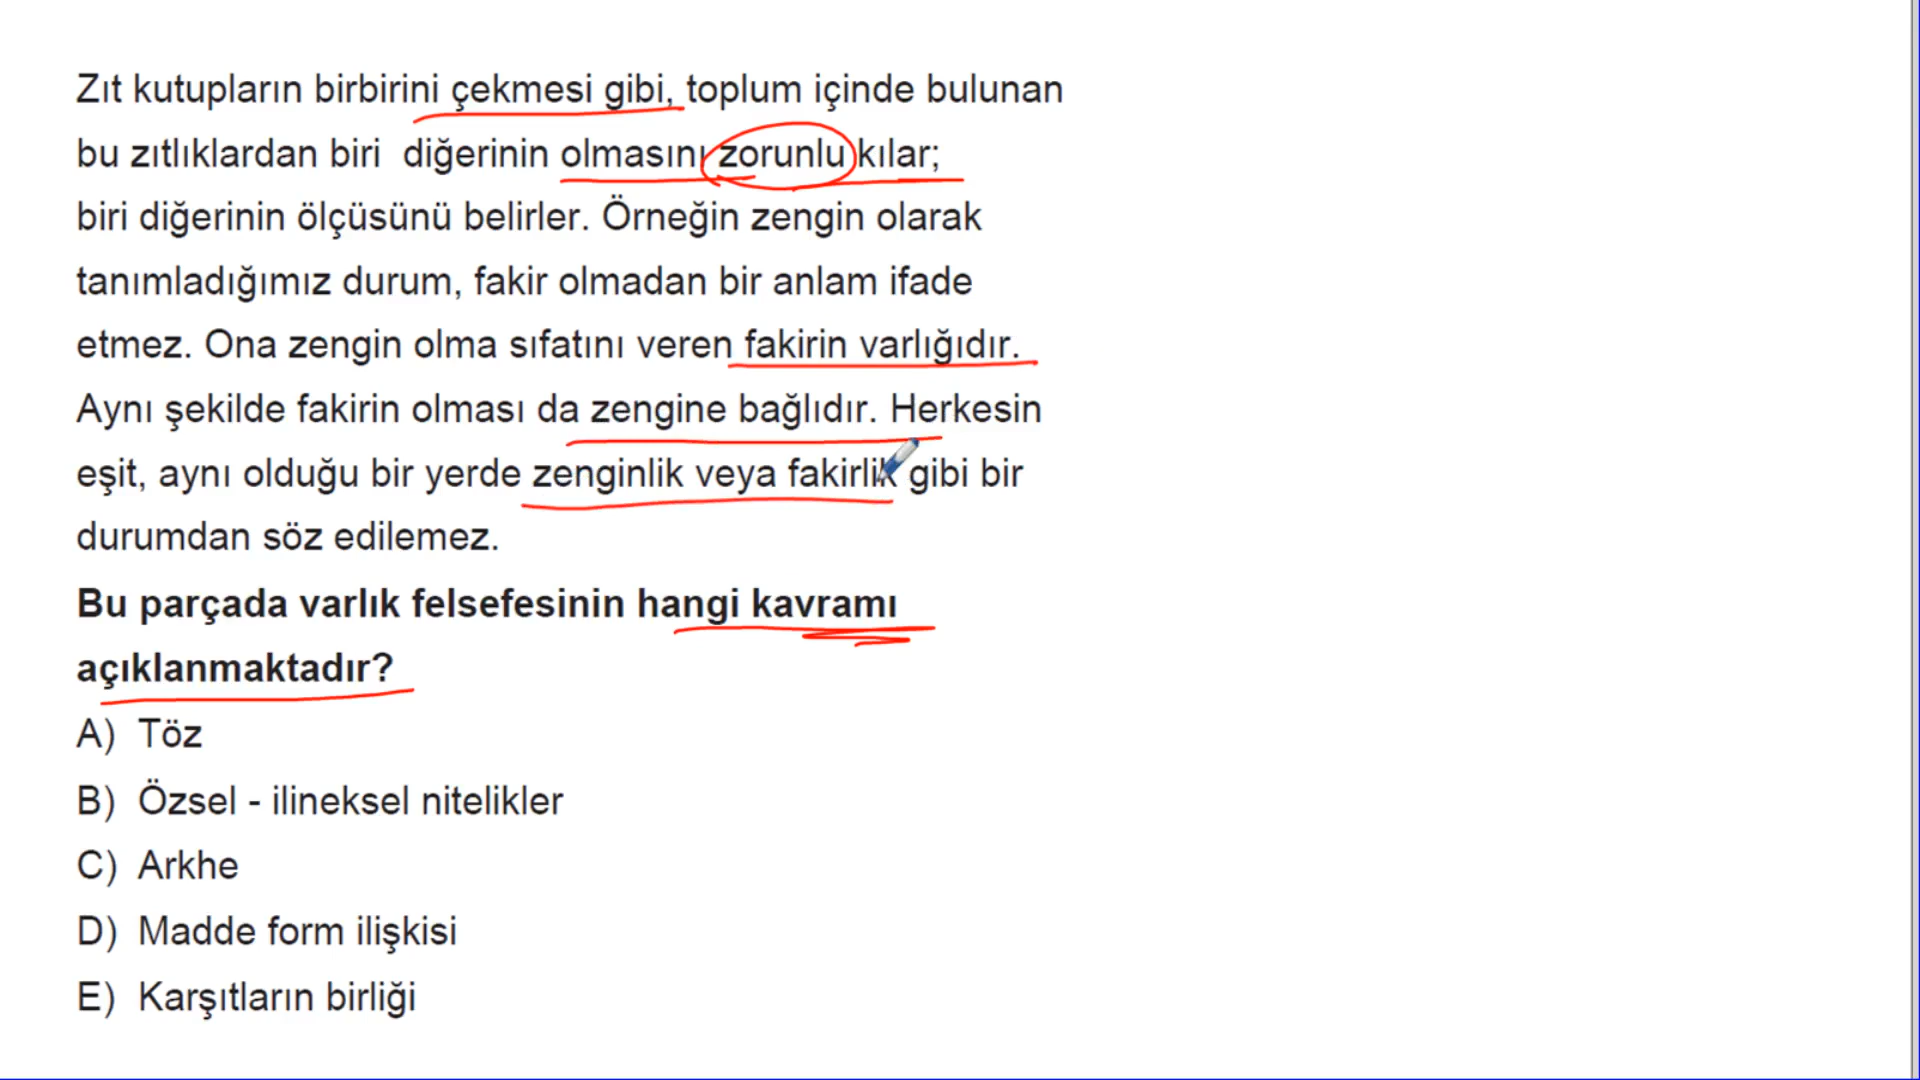 Zıt kutupların birbirini çekmesi gibi, toplum içinde bulunan
bu zıtlıklardan biri diğerinin olmasını zorunlu kılar;
biri diğerinin ölçüsünü belirler. Örneğin zengin olarak
tanımladığımız durum, fakir olmadan bir anlam ifade
etmez. Ona zengin olma sıfatını veren fakirin varlığıdır.
Aynı şekilde fakirin olması da zengine bağlıdır. Herkesin
eşit, aynı olduğu bir yerde zenginlik veya fakirlik gibi bir
durumdan söz edilemez.
Bu parçada varlık felsefesinin hangi kavramı
açıklanmaktadır?
A) Töz
B) Özsel - ilineksel nitelikler
C) Arkhe
D) Madde form ilişkisi
E) Karşıtların birliği